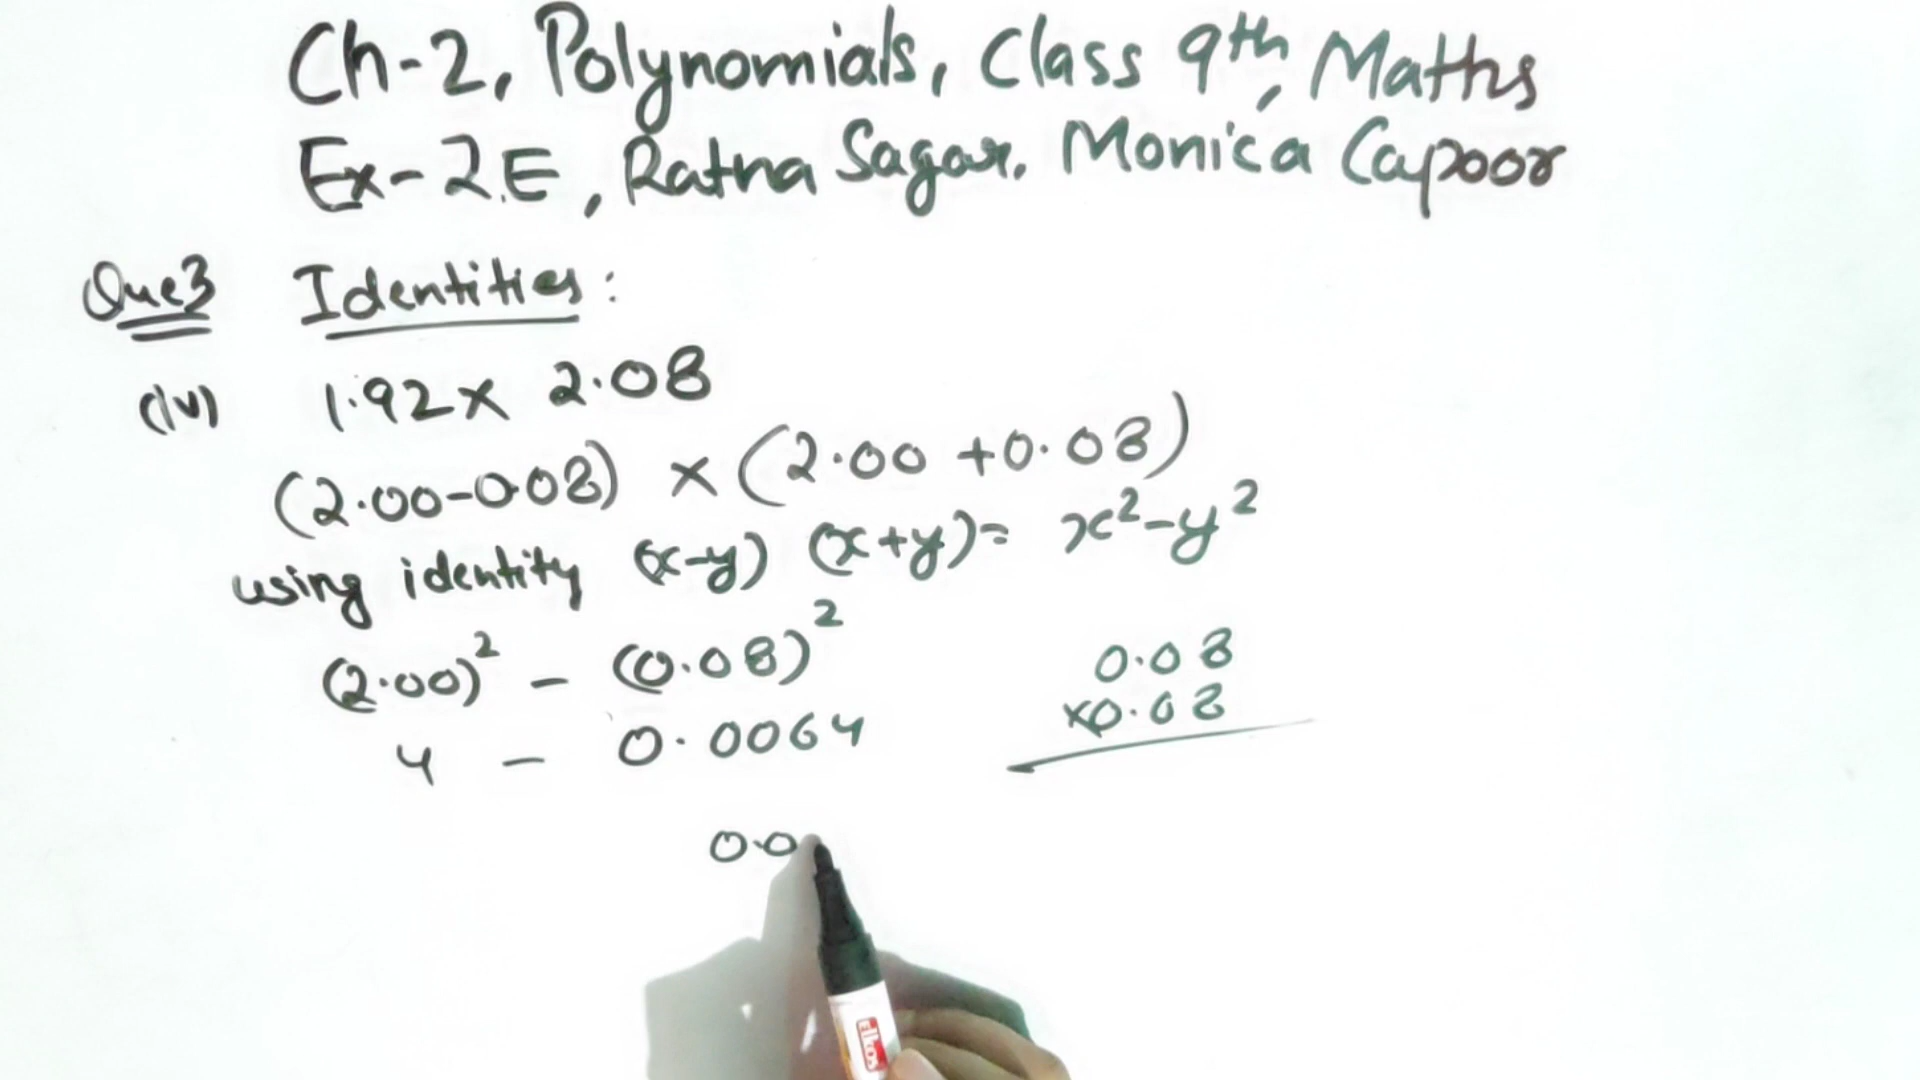 Ch-2, Polynomials, Class 9th, Maths
Ex-2E, Ratna Sagar. Monica Capoor
Que3 Identities:
(iv) 1.92 × 2.08
(2.00-0.08) × (2.00 +0.08)
using identity (x-y) (x+y) = x²-y²
(2.00)² - (0.08)²
4 - 0.0064
0.08
×0.08
0.0
elkos